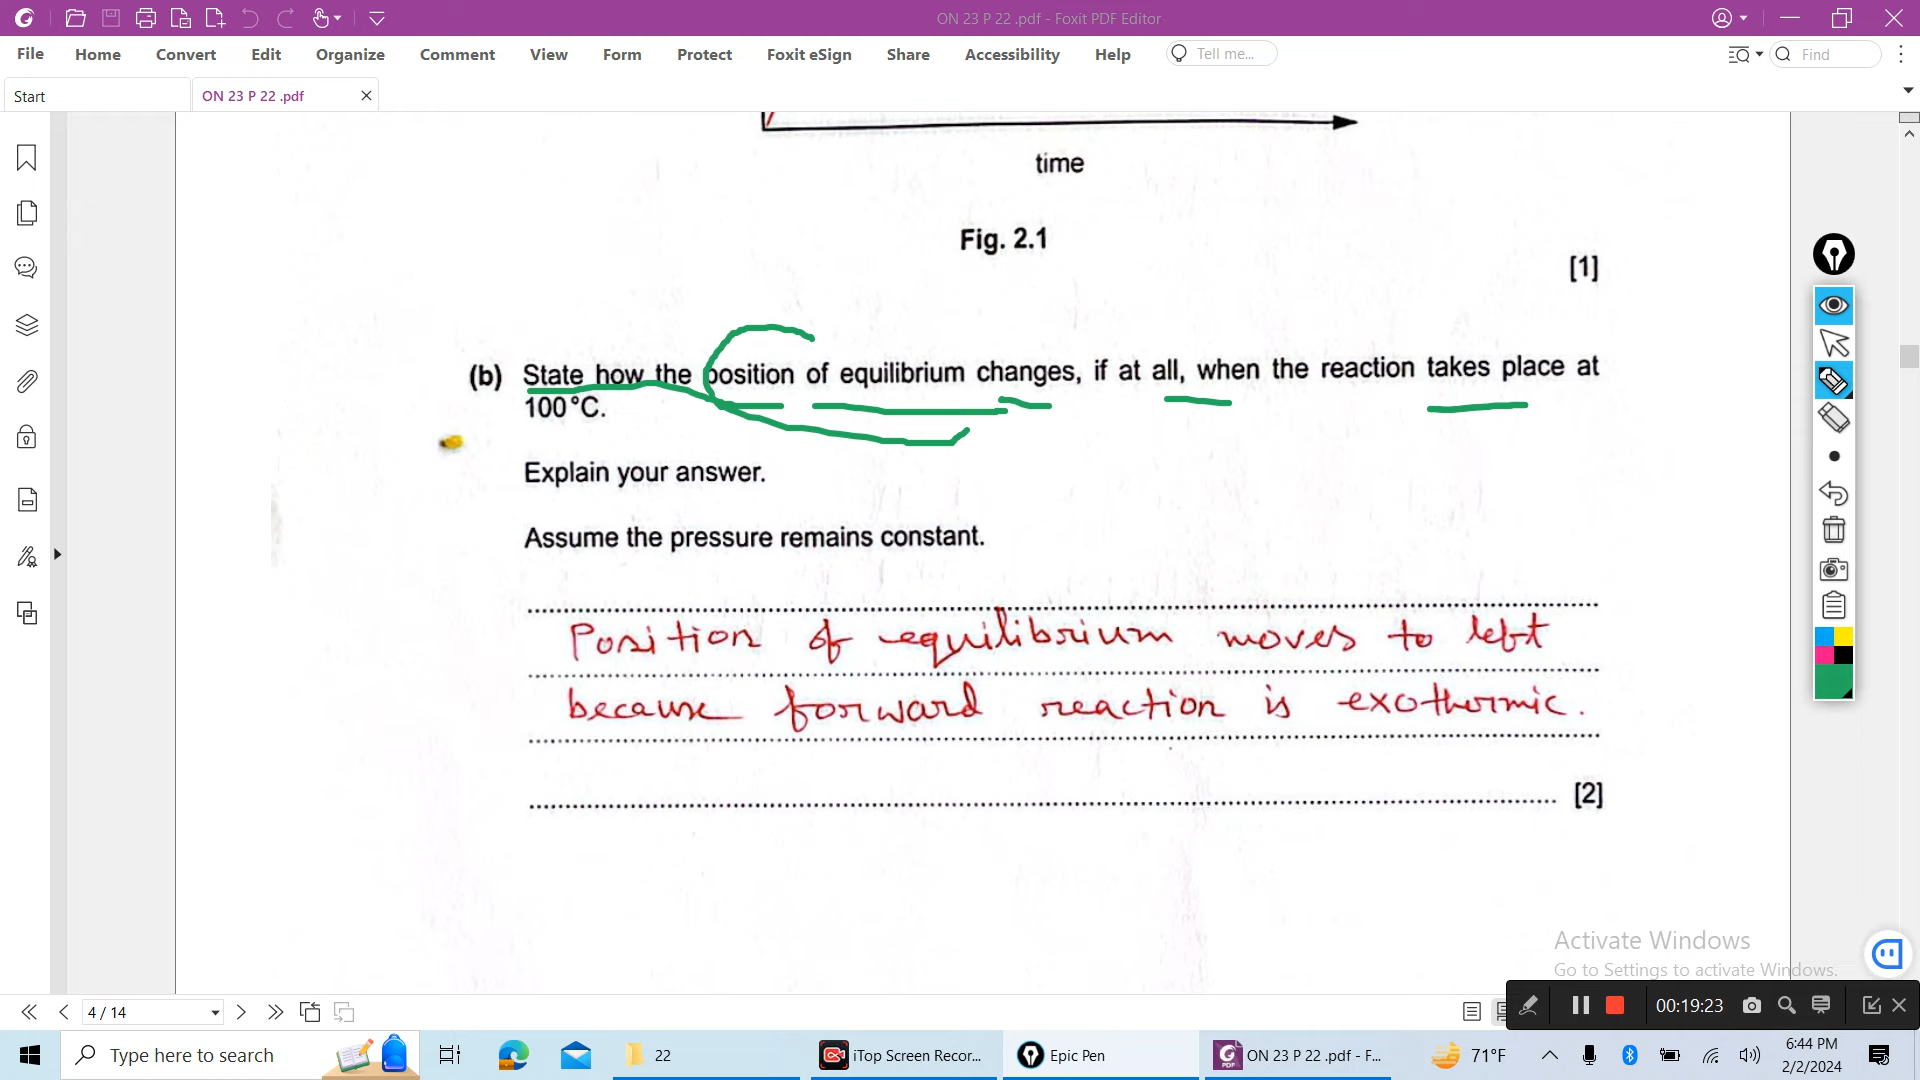 ON 23 P 22 .pdf - Foxit PDF Editor
File Home Convert Edit Organize Comment View Form Protect Foxit eSign Share Accessibility Help Tell me... Find
Start ON 23 P 22 .pdf
time
Fig. 2.1
[1]
(b) State how the position of equilibrium changes, if at all, when the reaction takes place at
100 °C.
Explain your answer.
Assume the pressure remains constant.
Position of equilibrium moves to left
because forward reaction is exothermic.
[2]
Activate Windows
Go to Settings to activate Windows.
4 / 14
00:19:23
Type here to search
22
iTop Screen Recor...
Epic Pen
ON 23 P 22 .pdf - F...
71°F
6:44 PM
2/2/2024